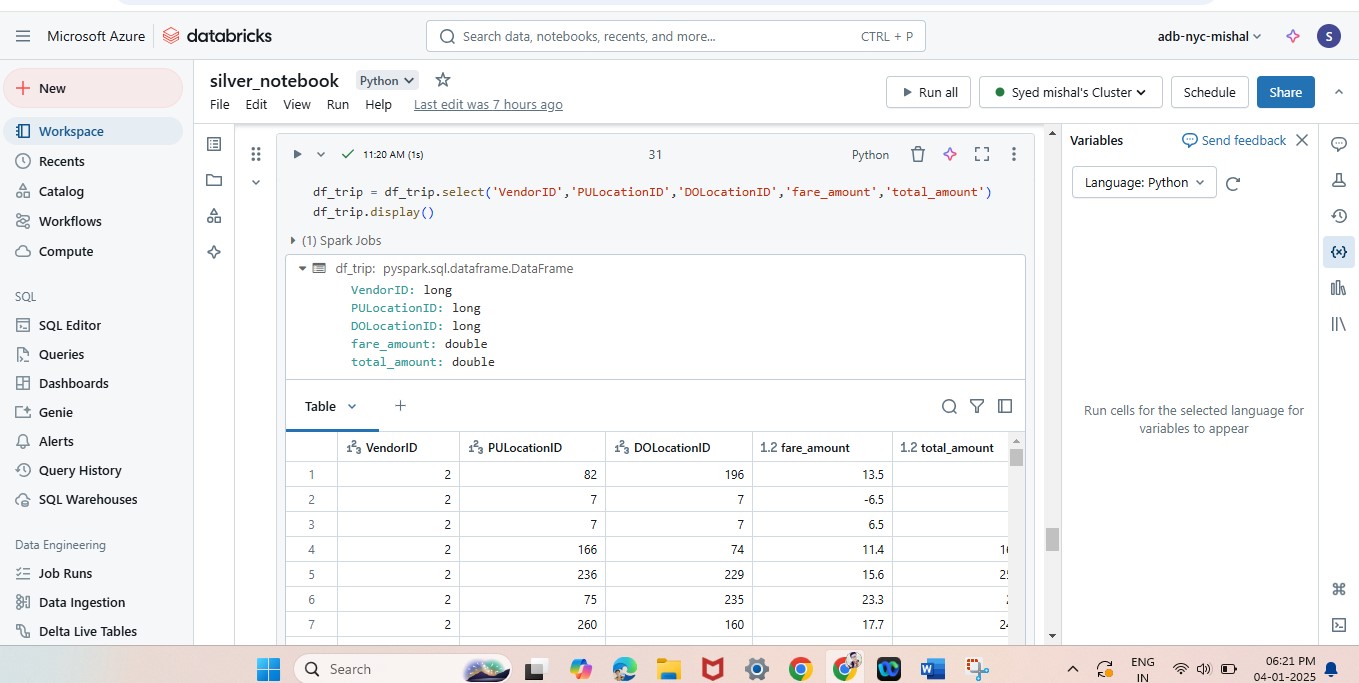 Microsoft Azure databricks Search data, notebooks, recents, and more... CTRL + P adb-nyc-mishal S
New
Workspace
Recents
Catalog
Workflows
Compute
SQL
SQL Editor
Queries
Dashboards
Genie
Alerts
Query History
SQL Warehouses
Data Engineering
Job Runs
Data Ingestion
Delta Live Tables
silver_notebook Python
File Edit View Run Help Last edit was 7 hours ago
Run all Syed mishal's Cluster Schedule Share
11:20 AM (1s) 31 Python
df_trip = df_trip.select('VendorID','PULocationID','DOLocationID','fare_amount','total_amount')
df_trip.display()
(1) Spark Jobs
df_trip: pyspark.sql.dataframe.DataFrame
VendorID: long
PULocationID: long
DOLocationID: long
fare_amount: double
total_amount: double
Table +
123 VendorID 123 PULocationID 123 DOLocationID 1.2 fare_amount 1.2 total_amount
1 2 82 196 13.5
2 2 7 7 -6.5
3 2 7 7 6.5
4 2 166 74 11.4
5 2 236 229 15.6
6 2 75 235 23.3
7 2 260 160 17.7
Variables Send feedback
Language: Python
{x}
Run cells for the selected language for
variables to appear
Search
ENG
IN
06:21 PM
04-01-2025